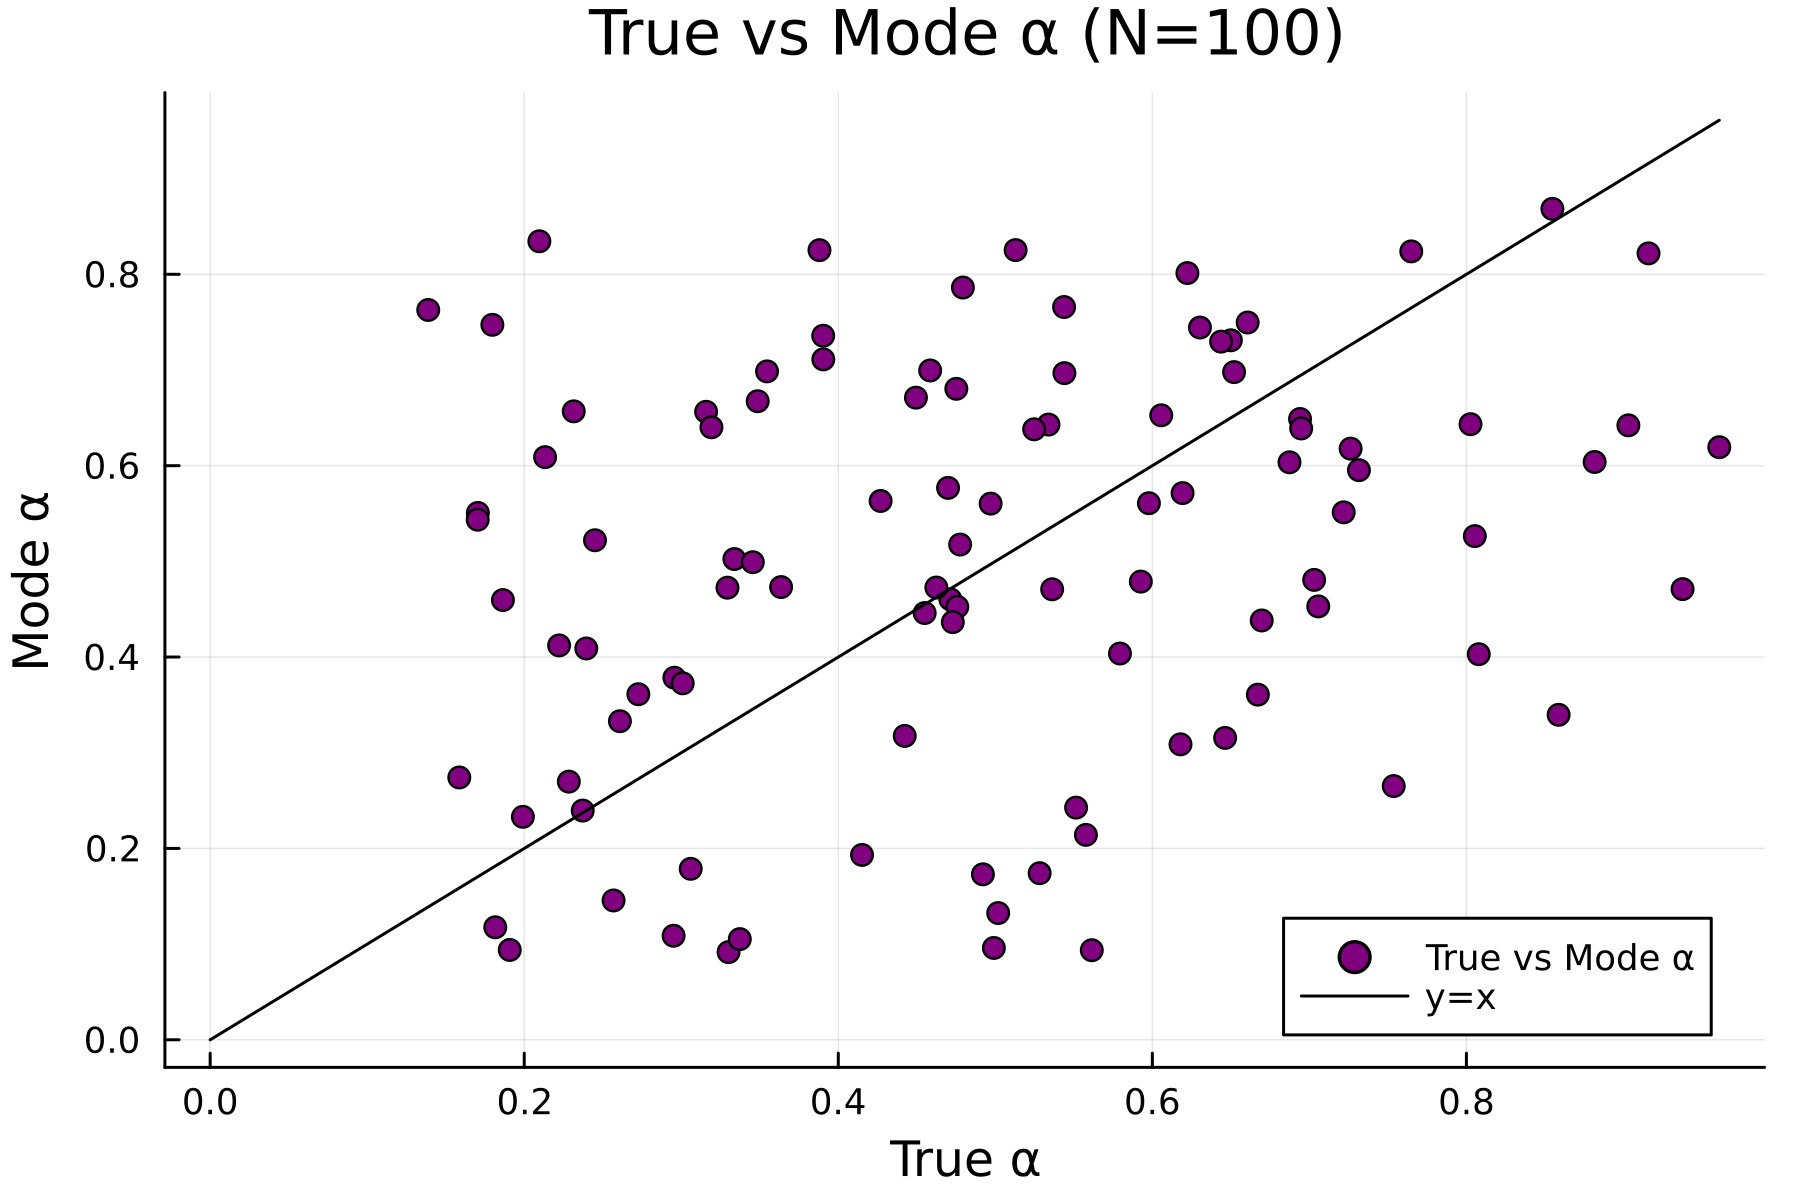 True vs Mode α (N=100)
Mode α
0.8
0.6
0.4
0.2
0.0
0.0 0.2 0.4 0.6 0.8
True α
True vs Mode α
y=x